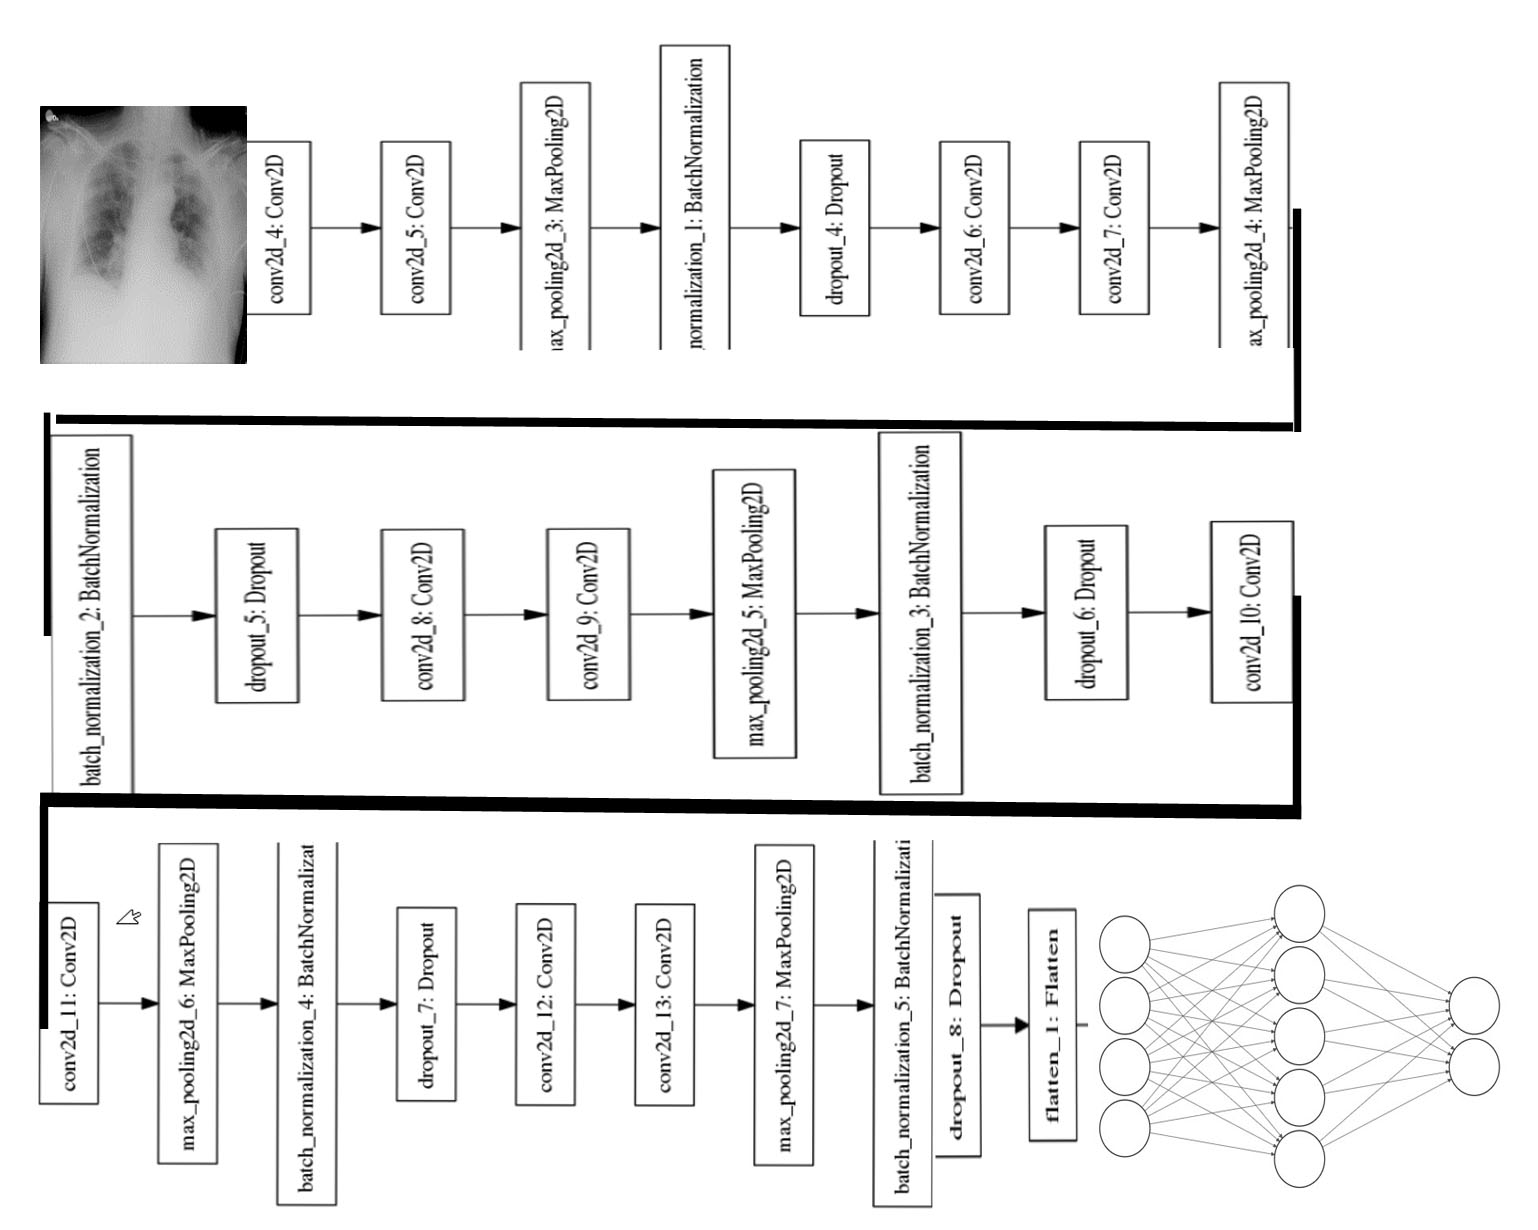 conv2d_4: Conv2D
conv2d_5: Conv2D
ax_pooling2d_3: MaxPooling2D
normalization_1: BatchNormalization
dropout_4: Dropout
conv2d_6: Conv2D
conv2d_7: Conv2D
ax_pooling2d_4: MaxPooling2D
batch_normalization_2: BatchNormalization
dropout_5: Dropout
conv2d_8: Conv2D
conv2d_9: Conv2D
max_pooling2d_5: MaxPooling2D
batch_normalization_3: BatchNormalization
dropout_6: Dropout
conv2d_10: Conv2D
conv2d_11: Conv2D
max_pooling2d_6: MaxPooling2D
batch_normalization_4: BatchNormalizat
dropout_7: Dropout
conv2d_12: Conv2D
conv2d_13: Conv2D
max_pooling2d_7: MaxPooling2D
batch_normalization_5: BatchNormalizati
dropout_8: Dropout
flatten_1: Flatten